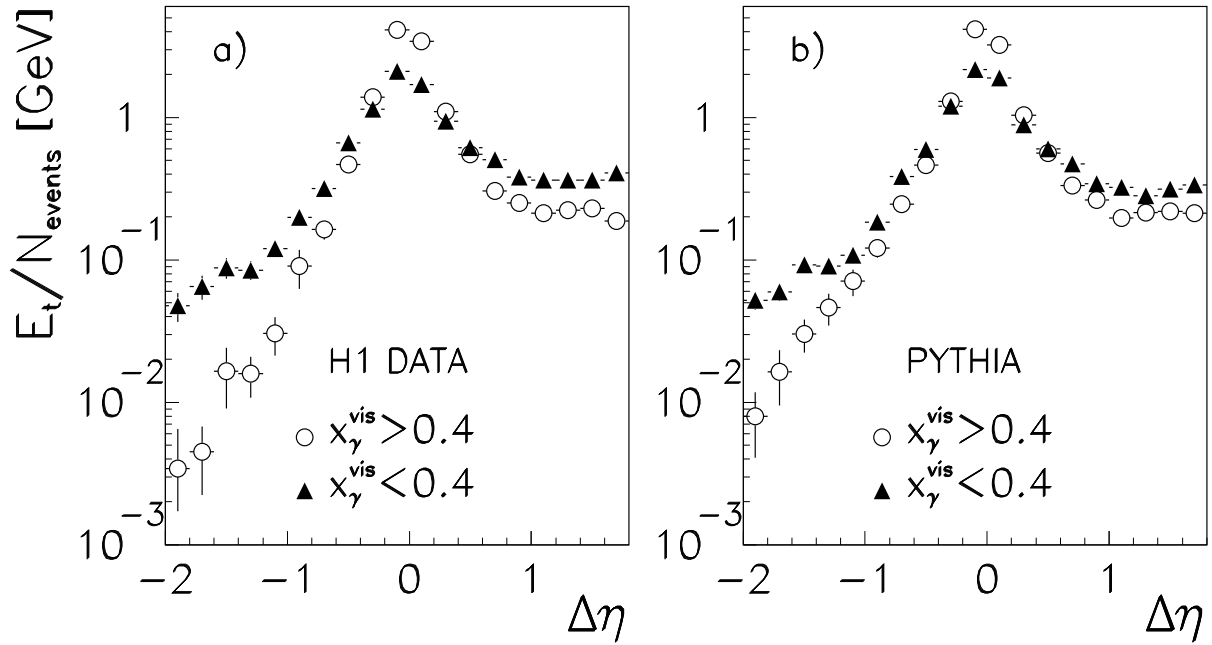 E_t/N_events [GeV]
a)
1
10^-1
10^-2
10^-3
H1 DATA
x_γ^vis>0.4
x_γ^vis<0.4
-2 -1 0 1
Δη
b)
1
10^-1
10^-2
10^-3
PYTHIA
x_γ^vis>0.4
x_γ^vis<0.4
-2 -1 0 1
Δη